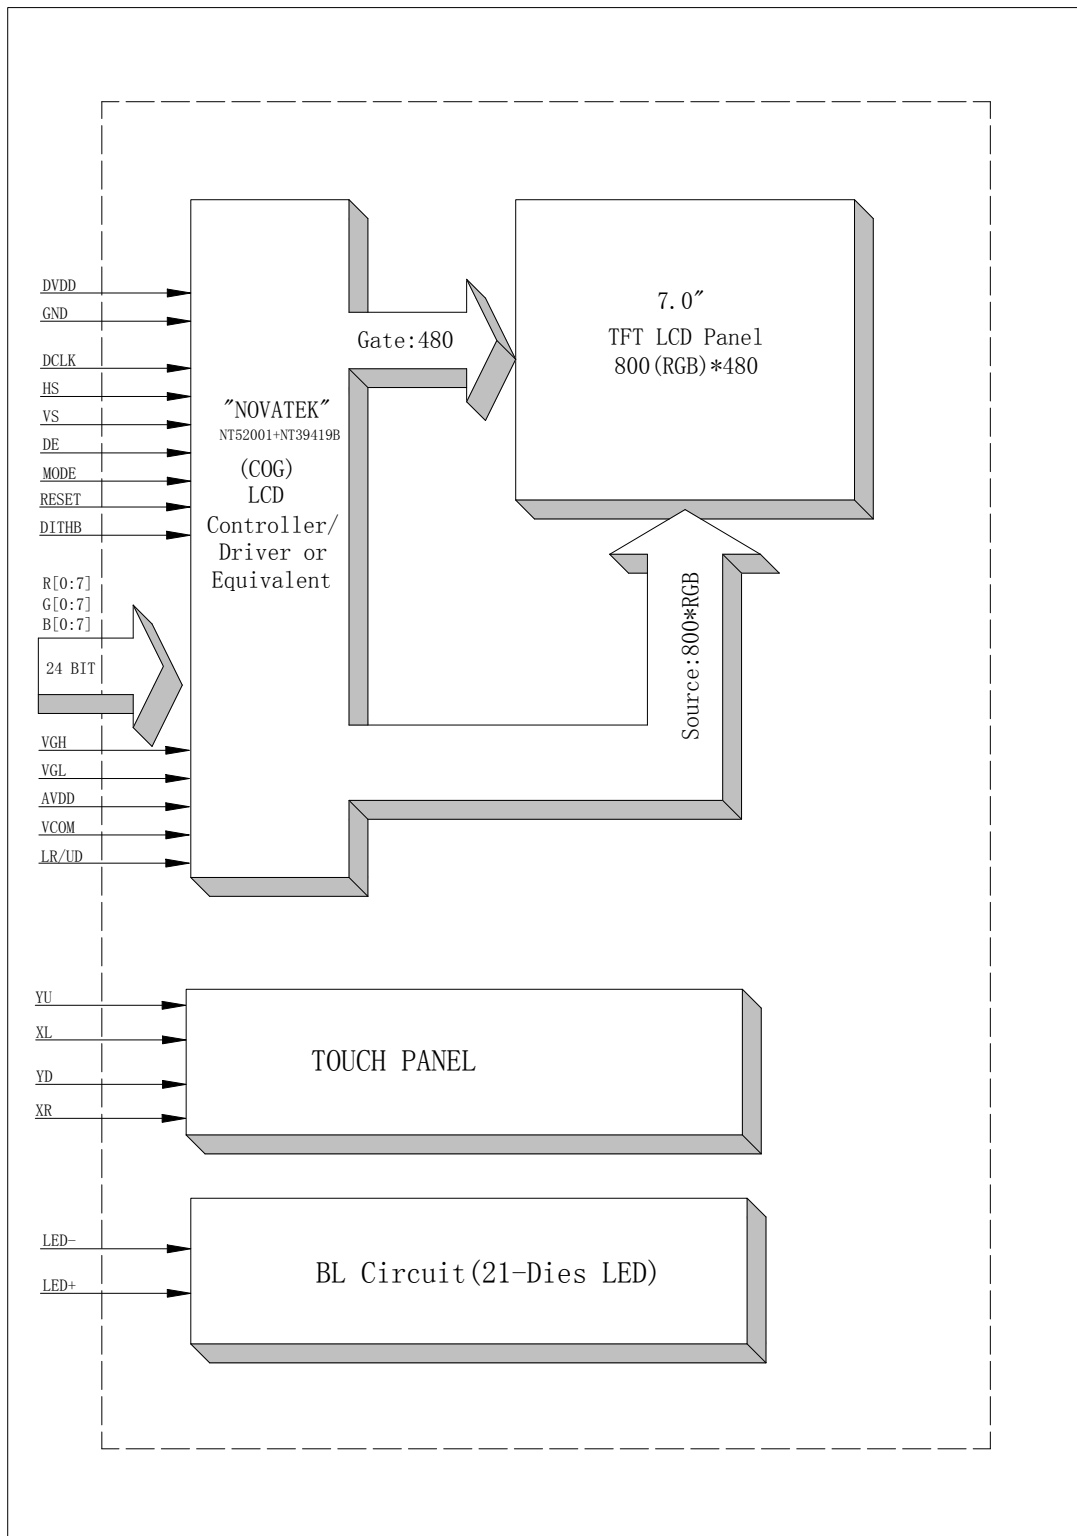 DVDD
GND
DCLK
HS
VS
DE
MODE
RESET
DITHB
R[0:7]
G[0:7]
B[0:7]
24 BIT
VGH
VGL
AVDD
VCOM
LR/UD
"NOVATEK"
NT52001+NT39419B
(COG)
LCD
Controller/
Driver or
Equivalent
Gate:480
7.0"
TFT LCD Panel
800(RGB)*480
Source:800*RGB
YU
XL
YD
XR
TOUCH PANEL
LED-
LED+
BL Circuit(21-Dies LED)